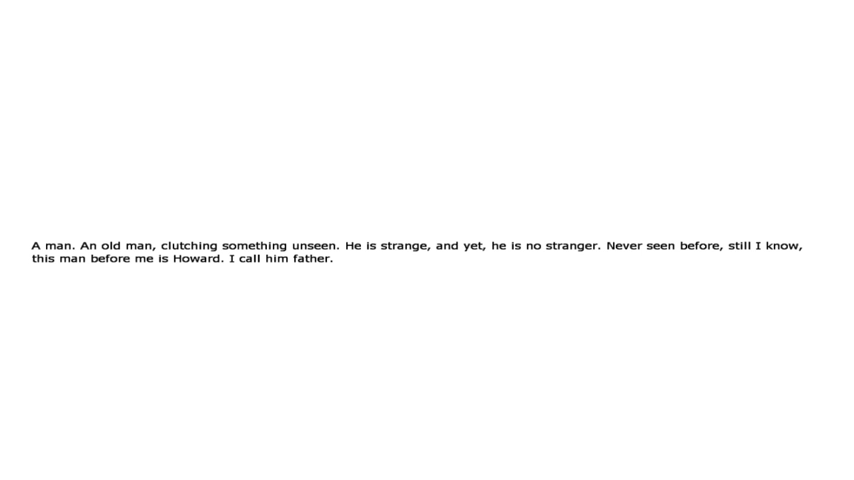 A man. An old man, clutching something unseen. He is strange, and yet, he is no stranger. Never seen before, still I know,
this man before me is Howard. I call him father.